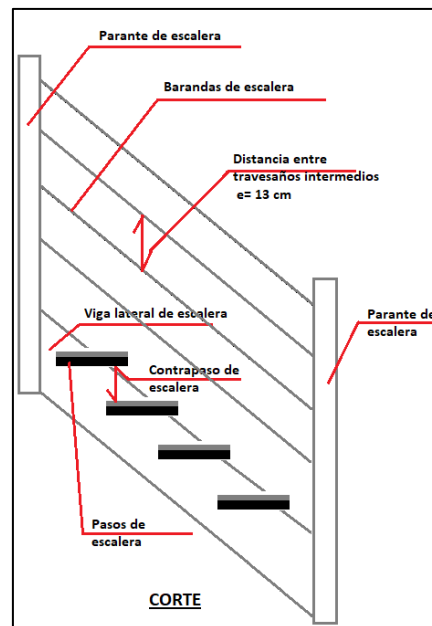 Parante de escalera
Barandas de escalera
Distancia entre
travesaños intermedios
e= 13 cm
Viga lateral de escalera
Parante de
escalera
Contrapaso de
escalera
Pasos de
escalera
CORTE